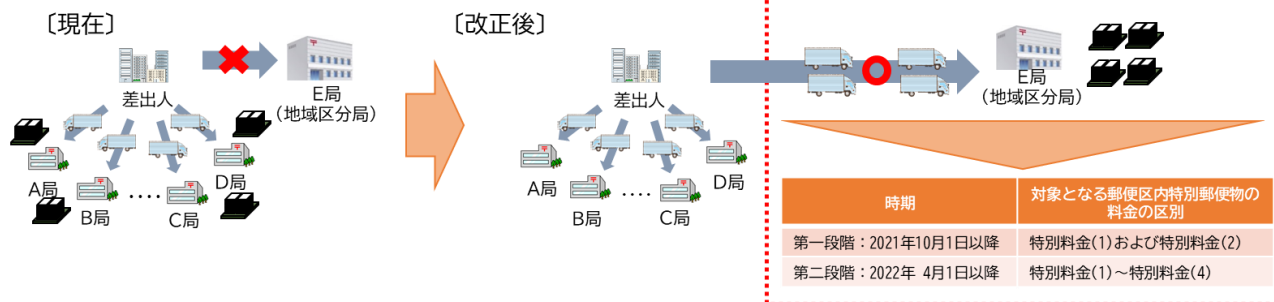 〔現在〕
差出人
E局
（地域区分局）
A局
B局
‥‥
C局
D局
〔改正後〕
差出人
A局
B局
‥‥
C局
D局
E局
（地域区分局）
時期
対象となる郵便区内特別郵便物の
料金の区別
第一段階：2021年10月1日以降
特別料金(1)および特別料金(2)
第二段階：2022年 4月1日以降
特別料金(1)～特別料金(4)